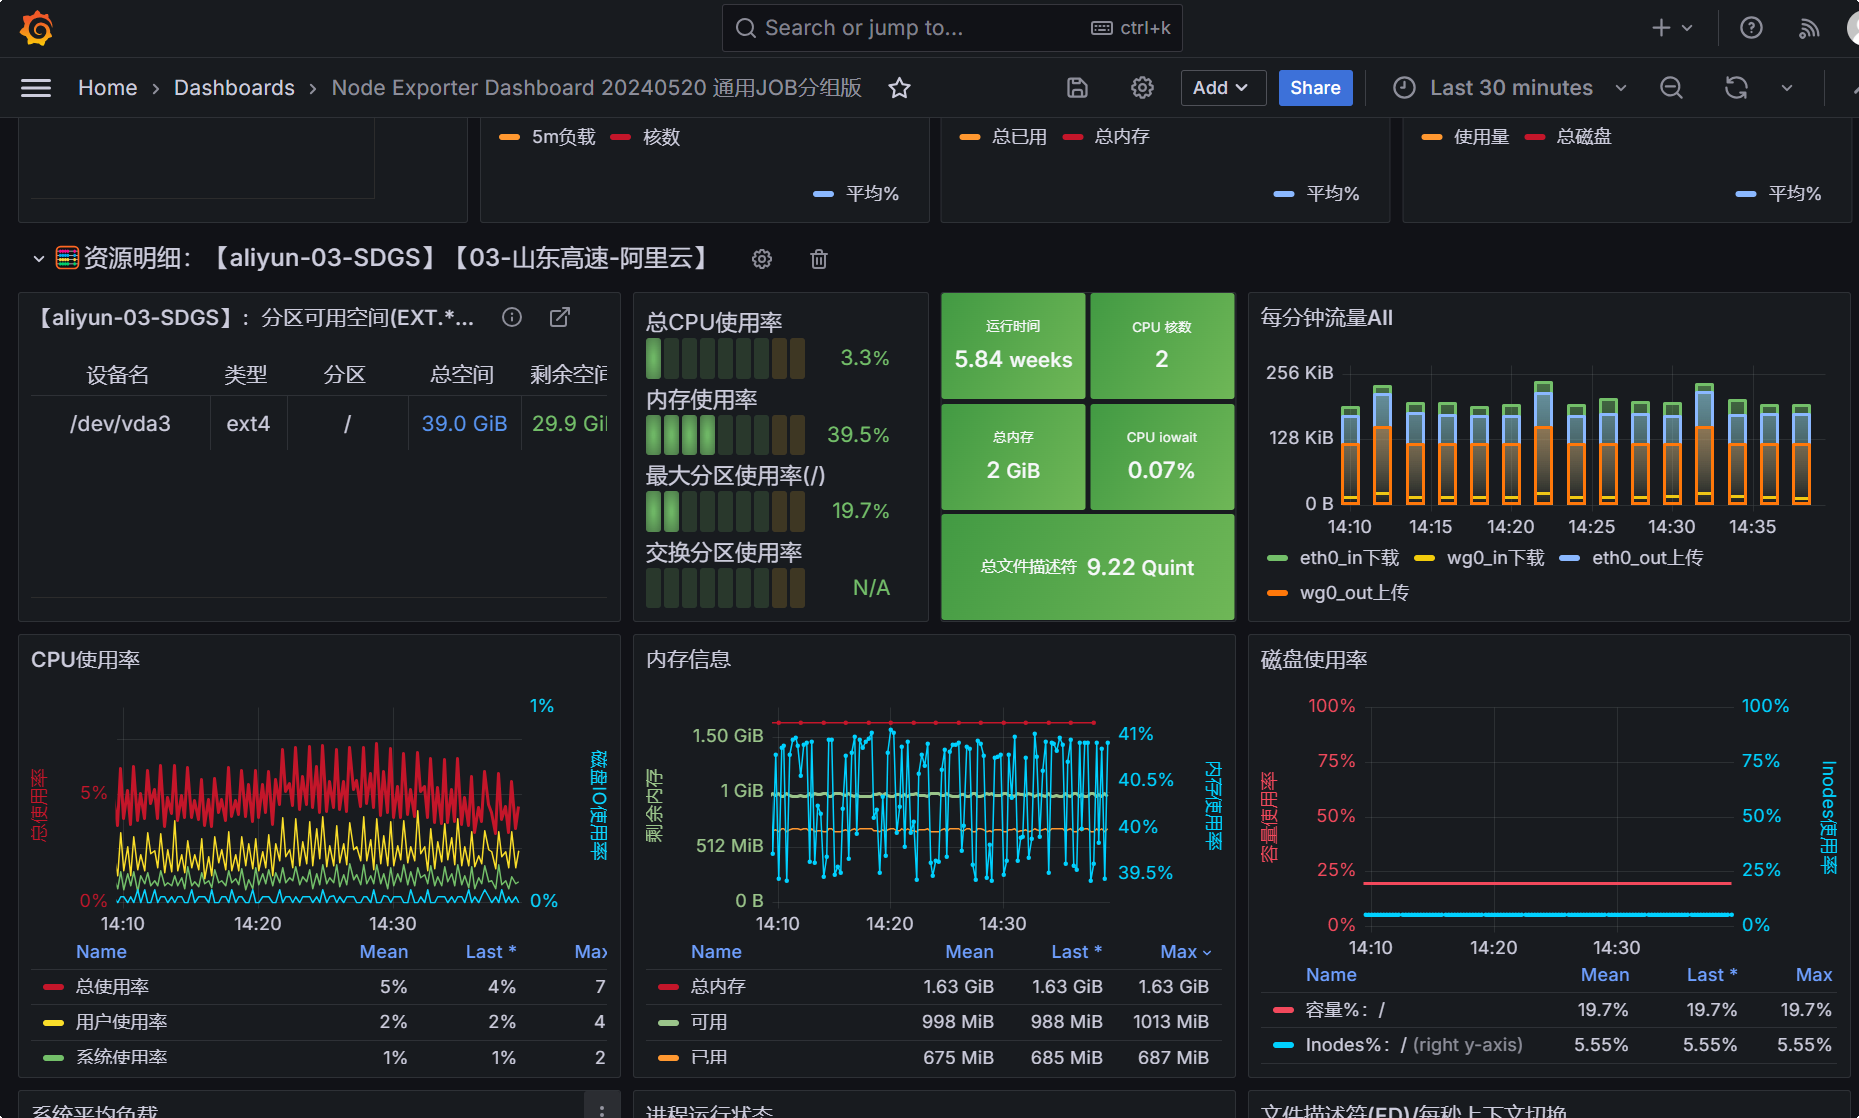 Search or jump to...
ctrl+k
Home › Dashboards › Node Exporter Dashboard 20240520 通用JOB分组版
Add
Share
Last 30 minutes
5m负载 核数
平均%
总已用 总内存
平均%
使用量 总磁盘
平均%
资源明细：【aliyun-03-SDGS】【03-山东高速-阿里云】
【aliyun-03-SDGS】：分区可用空间(EXT.*...
设备名 类型 分区 总空间 剩余空间
/dev/vda3 ext4 / 39.0 GiB 29.9 Gi
总CPU使用率
3.3%
内存使用率
39.5%
最大分区使用率(/)
19.7%
交换分区使用率
N/A
运行时间
5.84 weeks
CPU 核数
2
总内存
2 GiB
CPU iowait
0.07%
总文件描述符 9.22 Quint
每分钟流量All
256 KiB
128 KiB
0 B
14:10 14:15 14:20 14:25 14:30 14:35
eth0_in下载 wg0_in下载 eth0_out上传
wg0_out上传
CPU使用率
总使用率
5%
0%
1%
0%
磁盘IO使用率
14:10 14:20 14:30
Name Mean Last * Max
总使用率 5% 4% 7
用户使用率 2% 2% 4
系统使用率 1% 1% 2
内存信息
剩余内存
1.50 GiB
1 GiB
512 MiB
0 B
41%
40.5%
40%
39.5%
内存使用率
14:10 14:20 14:30
Name Mean Last * Max
总内存 1.63 GiB 1.63 GiB 1.63 GiB
可用 998 MiB 988 MiB 1013 MiB
已用 675 MiB 685 MiB 687 MiB
磁盘使用率
容量使用率
100%
75%
50%
25%
0%
100%
75%
50%
25%
0%
Inodes使用率
14:10 14:20 14:30
Name Mean Last * Max
容量%：/ 19.7% 19.7% 19.7%
Inodes%：/ (right y-axis) 5.55% 5.55% 5.55%
系统平均负载
进程运行状态
文件描述符(FD)/每秒上下文切换